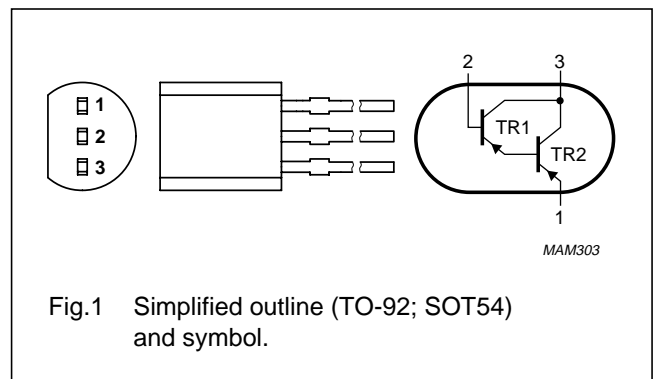 1
2
3
2 3
TR1
TR2
1
MAM303
Fig.1 Simplified outline (TO-92; SOT54)
and symbol.